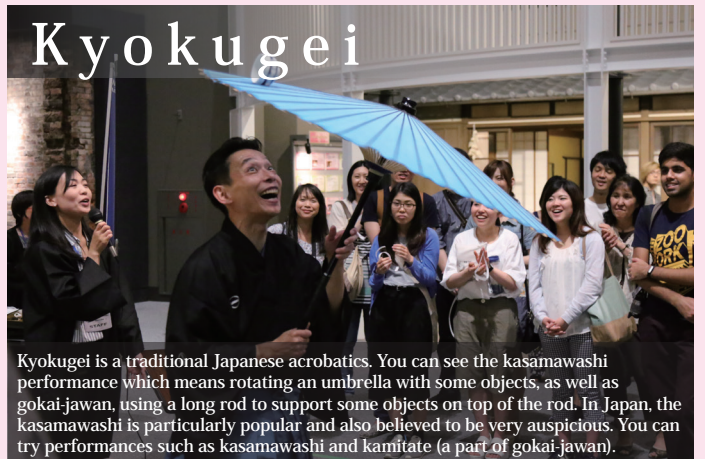 Kyokugei
ZOO
YORK
Kyokugei is a traditional Japanese acrobatics. You can see the kasamawashi
performance which means rotating an umbrella with some objects, as well as
gokai-jawan, using a long rod to support some objects on top of the rod. In Japan, the
kasamawashi is particularly popular and also believed to be very auspicious. You can
try performances such as kasamawashi and kamitate (a part of gokai-jawan).